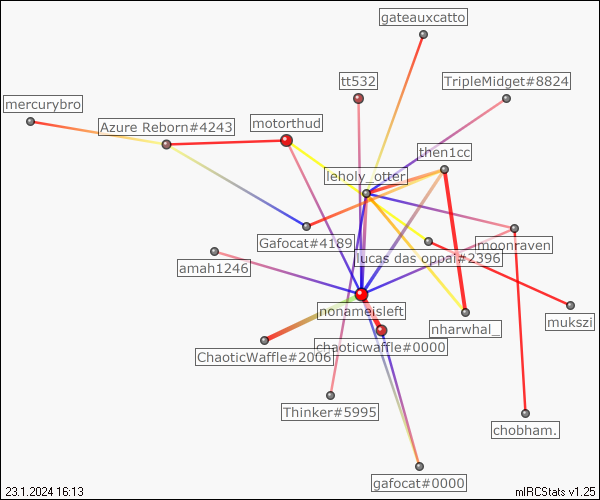 gateauxcatto
tt532
TripleMidget#8824
mercurybro
Azure Reborn#4243
motorthud
then1cc
leholy_otter
Gafocat#4189
moonraven
lucas das oppai#2396
amah1246
nonameisleft
mukszi
nharwhal_
chaoticwaffle#0000
ChaoticWaffle#2006
Thinker#5995
chobham.
gafocat#0000
23.1.2024 16:13
mIRCStats v1.25